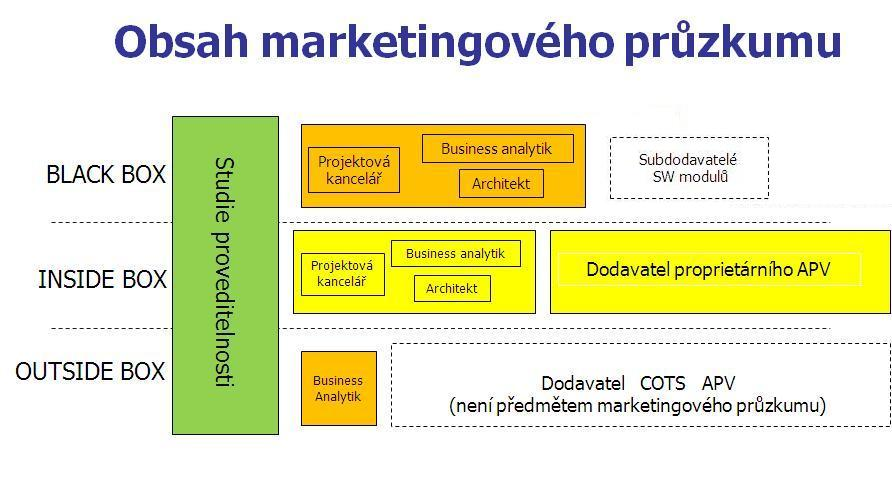 Obsah marketingového průzkumu
BLACK BOX
Studie proveditelnosti
Projektová
kancelář
Business analytik
Architekt
Subdodavatelé
SW modulů
INSIDE BOX
Projektová
kancelář
Business analytik
Architekt
Dodavatel proprietárního APV
OUTSIDE BOX
Business
Analytik
Dodavatel COTS APV
(není předmětem marketingového průzkumu)